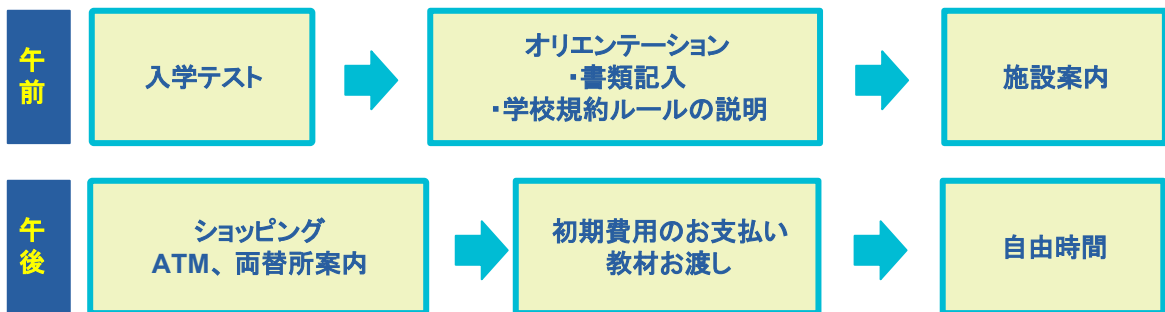 午前
入学テスト
オリエンテーション
・書類記入
・学校規約ルールの説明
施設案内
午後
ショッピング
ATM、両替所案内
初期費用のお支払い
教材お渡し
自由時間